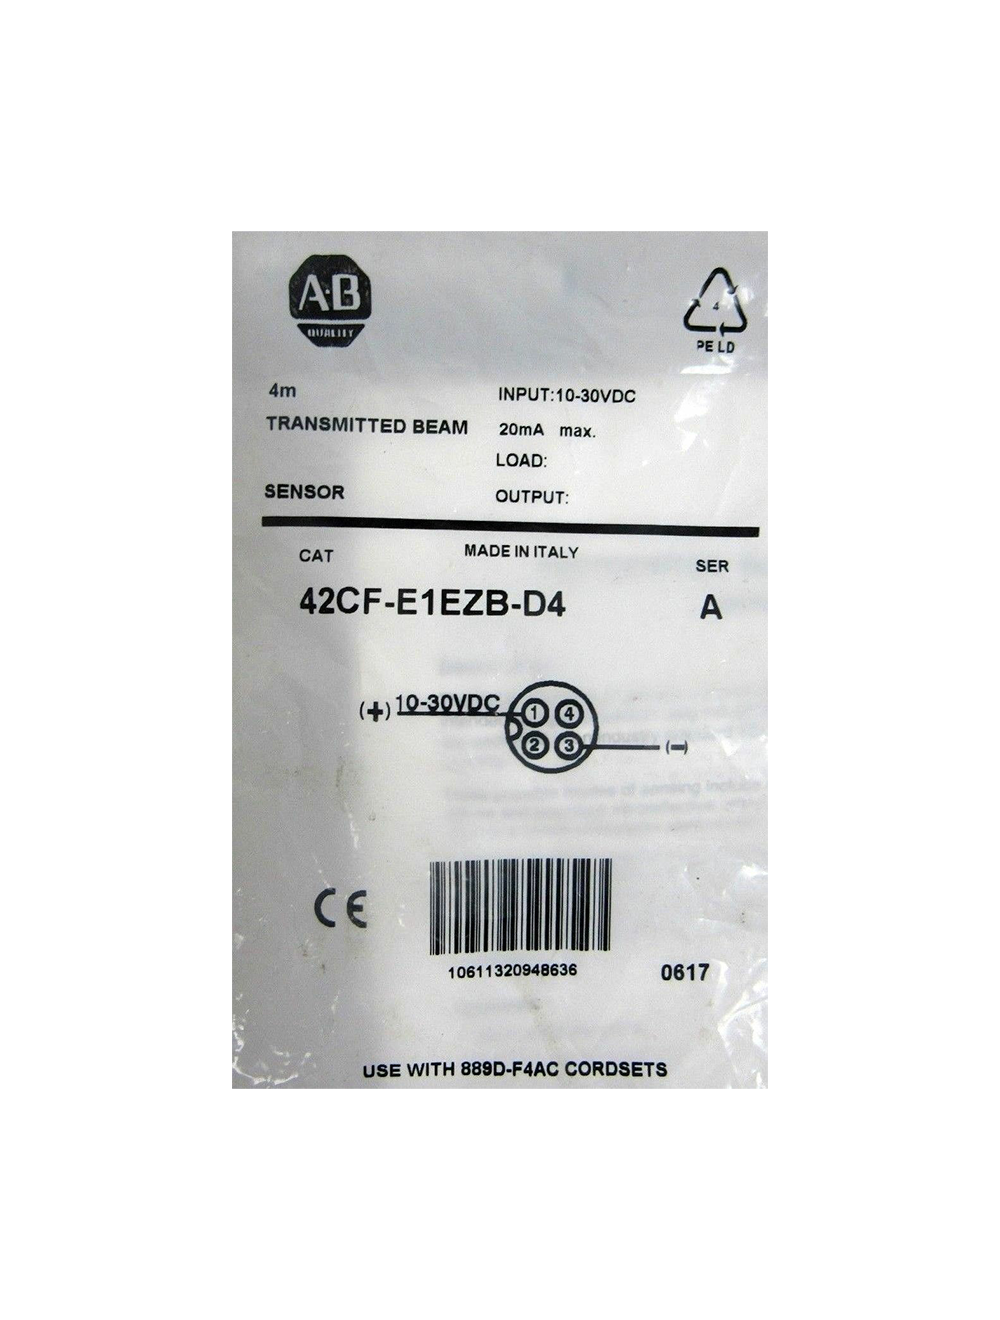 A·B
QUALITY
4
PE LD
4m
INPUT:10-30VDC
TRANSMITTED BEAM
20mA max.
LOAD:
SENSOR
OUTPUT:
CAT
MADE IN ITALY
SER
42CF-E1EZB-D4
A
(+) 10-30VDC
1 4
2 3
(-)
CE
10611320948636
0617
USE WITH 889D-F4AC CORDSETS